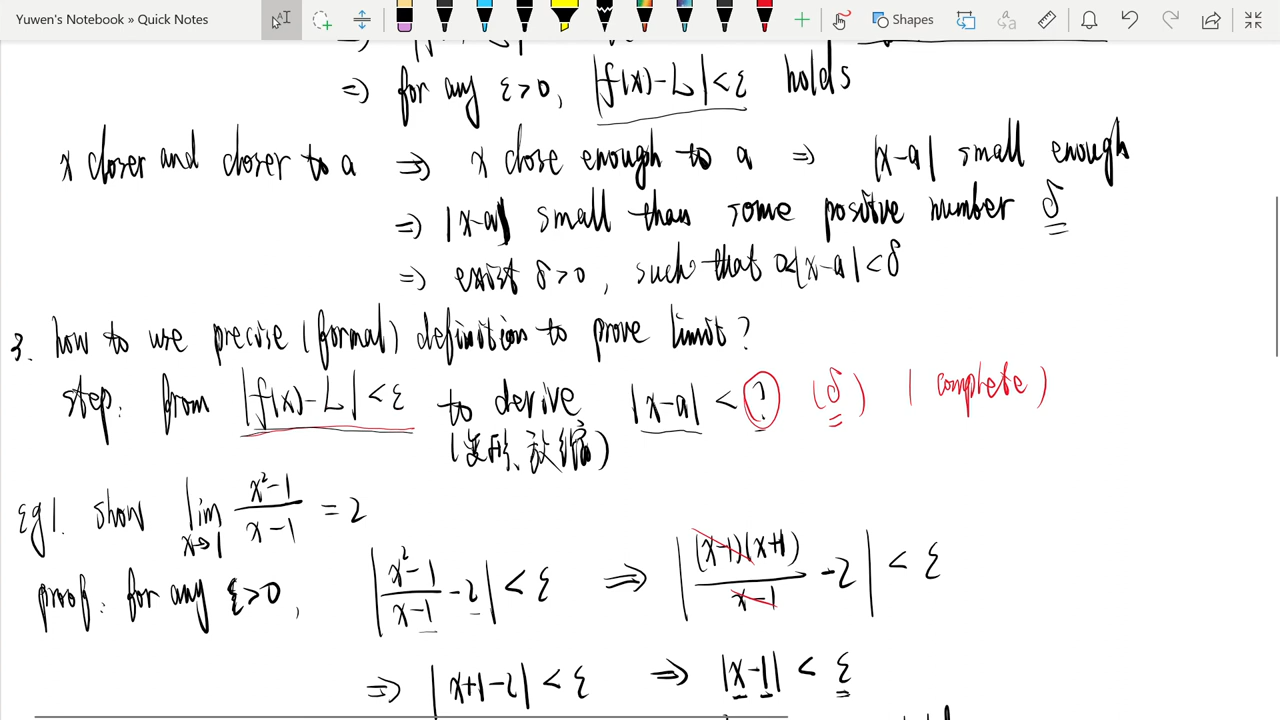 Yuwen's Notebook » Quick Notes
Shapes
=> for any ε>0, |f(x)-L|<ε holds
x closer and closer to a => x close enough to a => |x-a| small enough
=> |x-a| small than some positive number δ
=> exist δ>0, such that 0<|x-a|<δ
3. how to use precise (formal) definition to prove limit?
step: from |f(x)-L|<ε to derive |x-a| < ? (δ) (complete)
(变形、放缩)
Eg1. show lim x→1 (x²-1)/(x-1) = 2
proof: for any ε>0, |(x²-1)/(x-1) - 2| < ε => |(x-1)(x+1)/(x-1) - 2| < ε
=> |x+1-2| < ε => |x-1| < ε